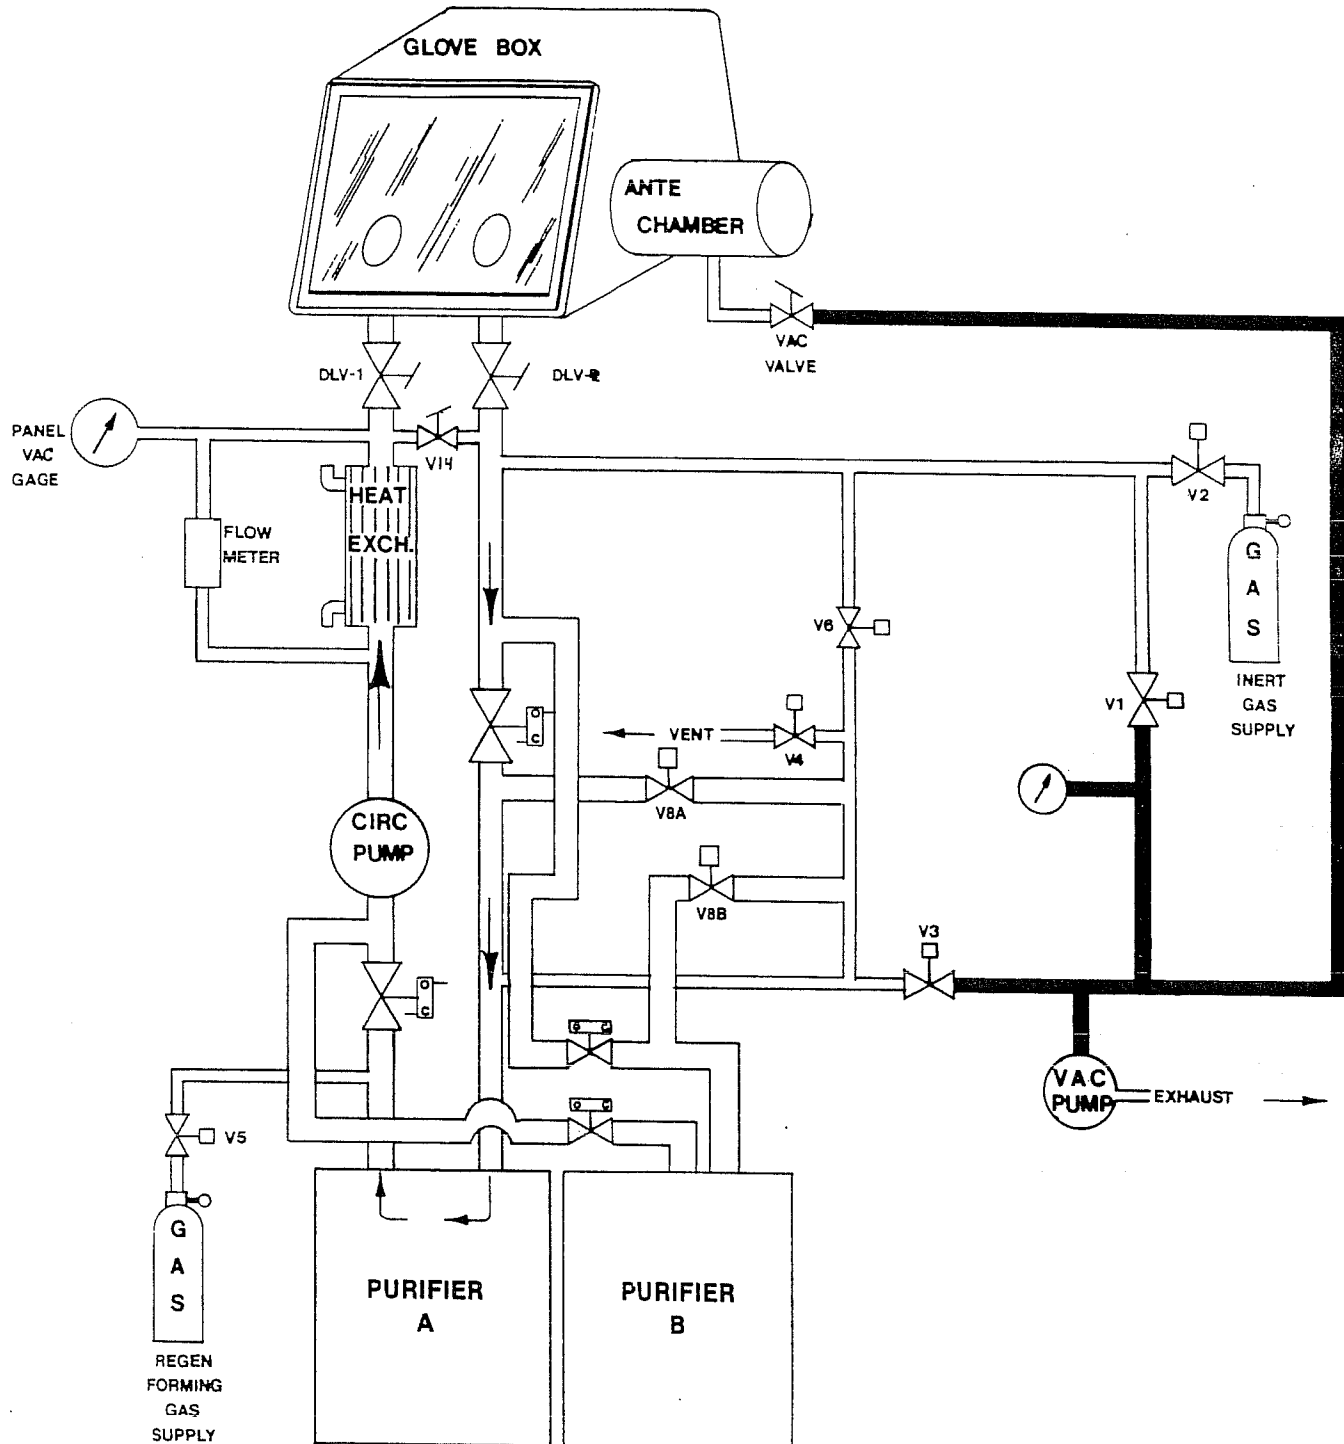 GLOVE BOX
ANTE
CHAMBER
VAC
VALVE
DLV-1
DLV-2
PANEL
VAC
GAGE
V14
V2
HEAT
EXCH.
FLOW
METER
G
A
S
INERT
GAS
SUPPLY
V6
V1
O
C
VENT
V4
V8A
CIRC
PUMP
V8B
V3
O
C
O C
VAC
PUMP
EXHAUST
O C
V5
G
A
S
REGEN
FORMING
GAS
SUPPLY
PURIFIER
A
PURIFIER
B